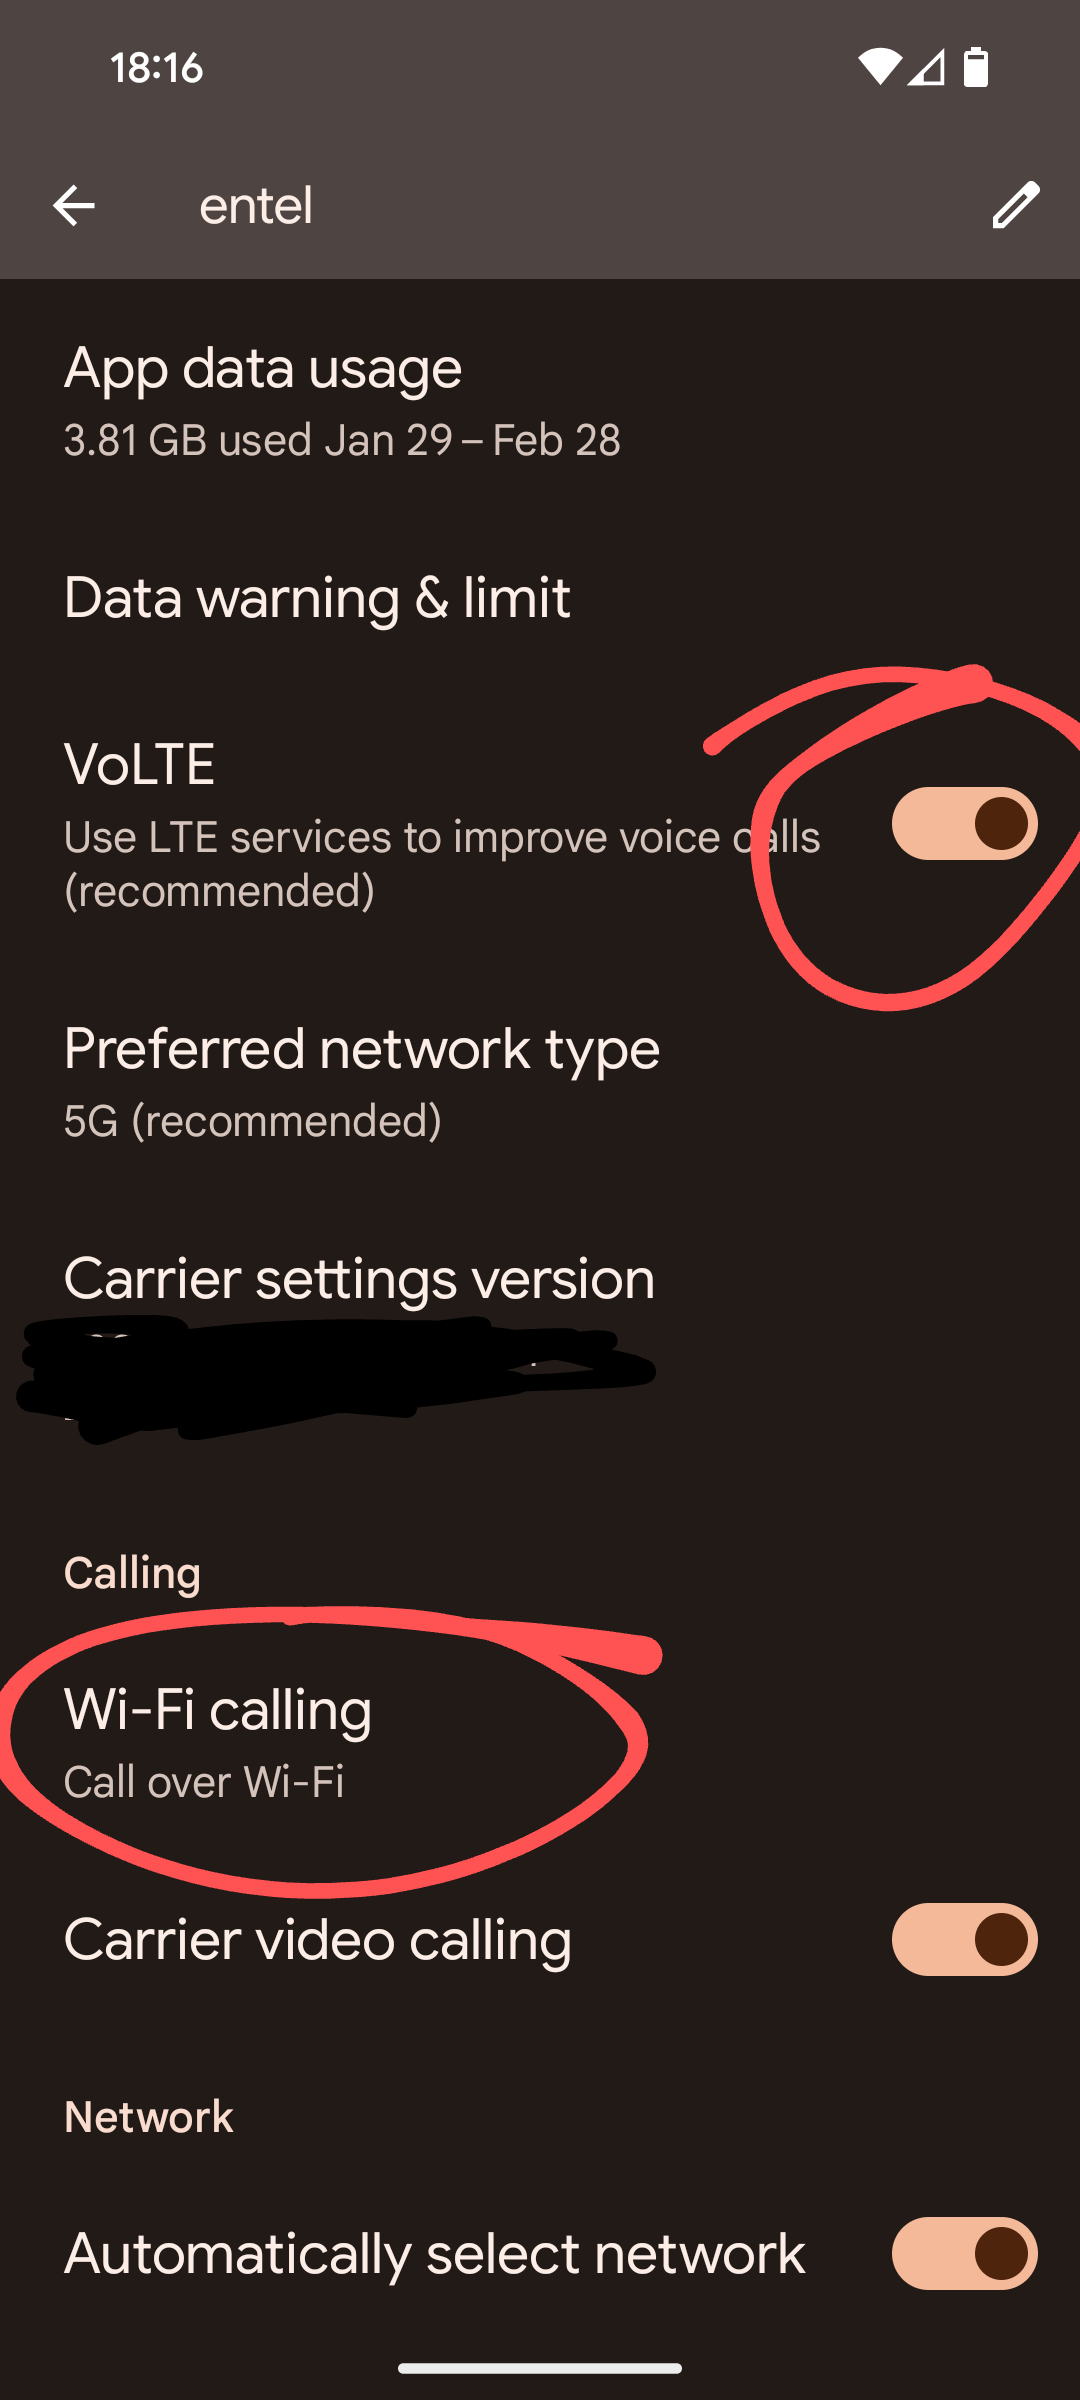 18:16
entel
App data usage
3.81 GB used Jan 29 – Feb 28
Data warning & limit
VoLTE
Use LTE services to improve voice calls
(recommended)
Preferred network type
5G (recommended)
Carrier settings version
Calling
Wi-Fi calling
Call over Wi-Fi
Carrier video calling
Network
Automatically select network